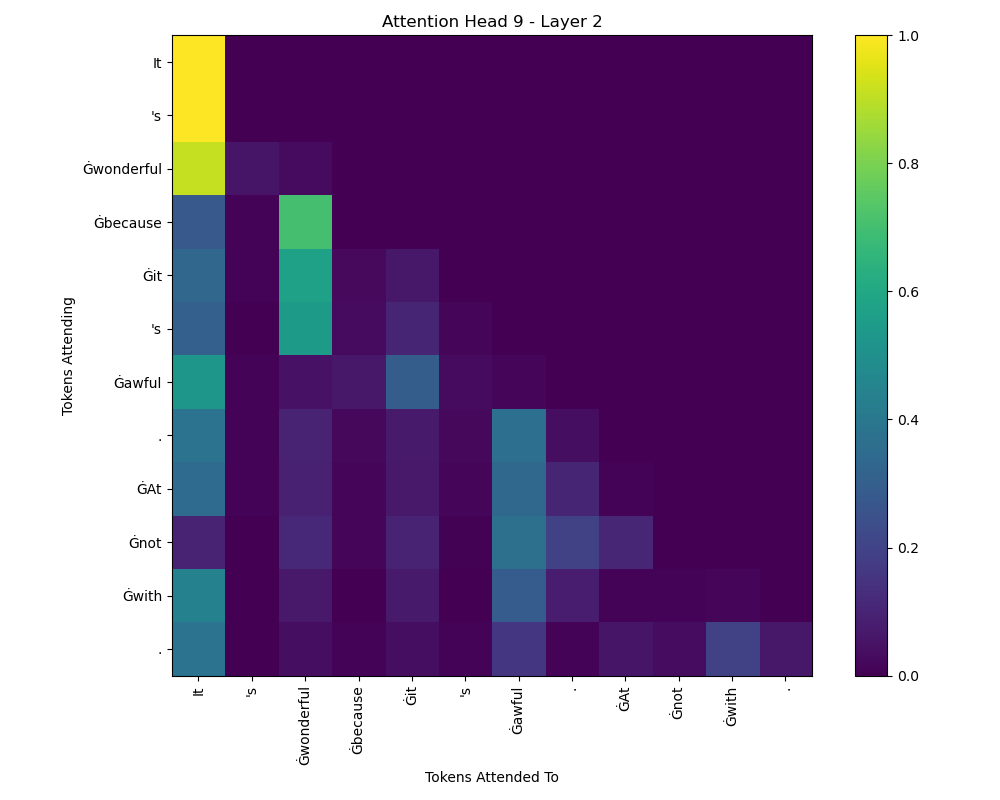 Attention Head 9 - Layer 2
It
's
Ġwonderful
Ġbecause
Ġit
's
Ġawful
.
ĠAt
Ġnot
Ġwith
.
Tokens Attending
It
's
Ġwonderful
Ġbecause
Ġit
's
Ġawful
.
ĠAt
Ġnot
Ġwith
.
Tokens Attended To
1.0
0.8
0.6
0.4
0.2
0.0